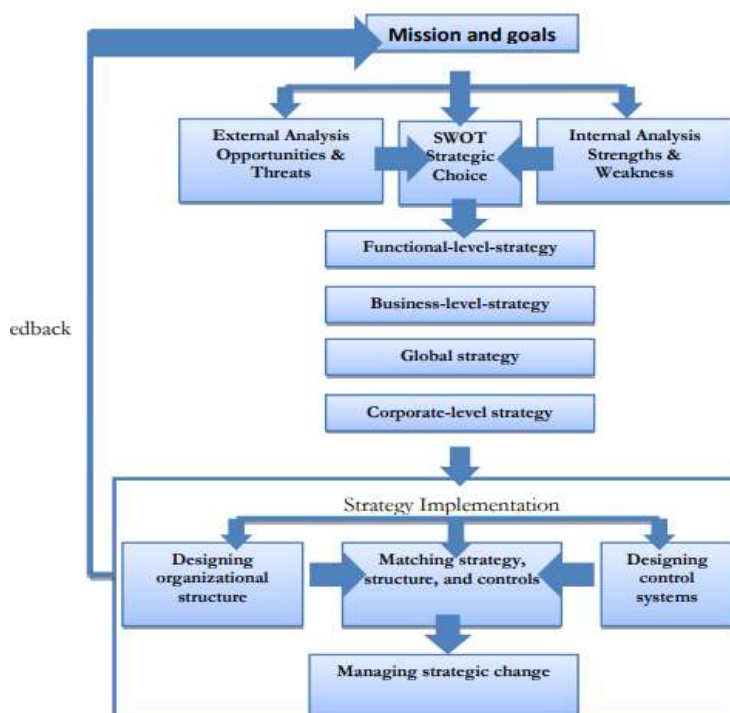 Mission and goals
External Analysis
Opportunities &
Threats
SWOT
Strategic
Choice
Internal Analysis
Strengths &
Weakness
Functional-level-strategy
Business-level-strategy
edback
Global strategy
Corporate-level strategy
Strategy Implementation
Designing
organizational
structure
Matching strategy,
structure, and controls
Designing
control
systems
Managing strategic change